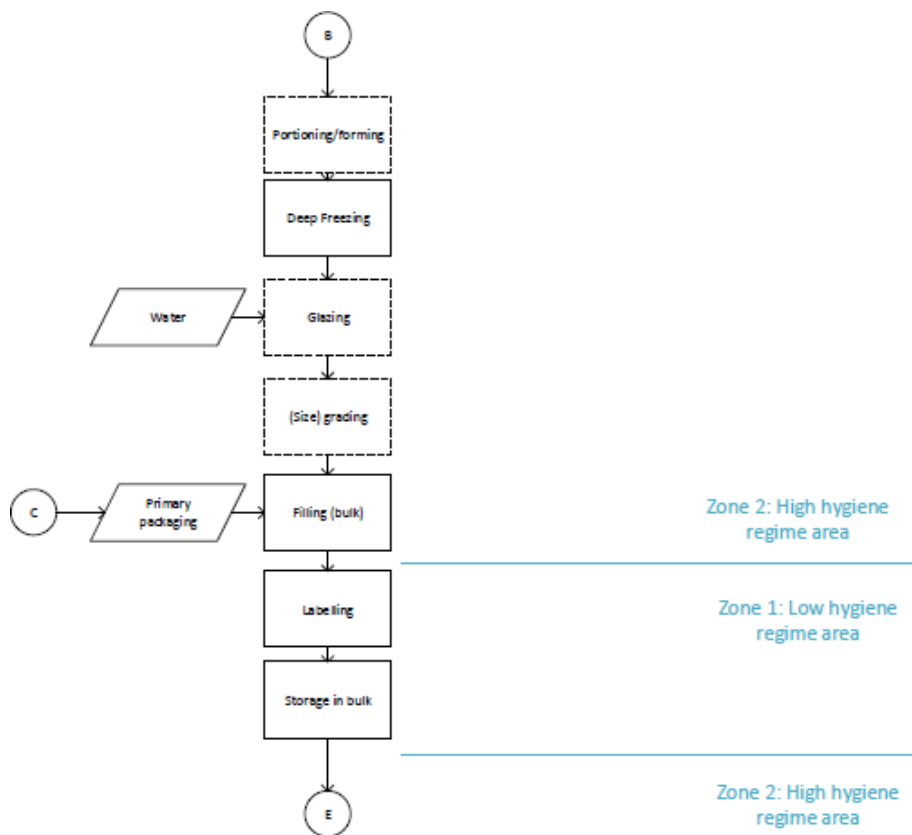 B
Portioning/forming
Deep Freezing
Water
Glazing
(Size) grading
C
Primary
packaging
Filling (bulk)
Zone 2: High hygiene
regime area
Labelling
Zone 1: Low hygiene
regime area
Storage in bulk
E
Zone 2: High hygiene
regime area